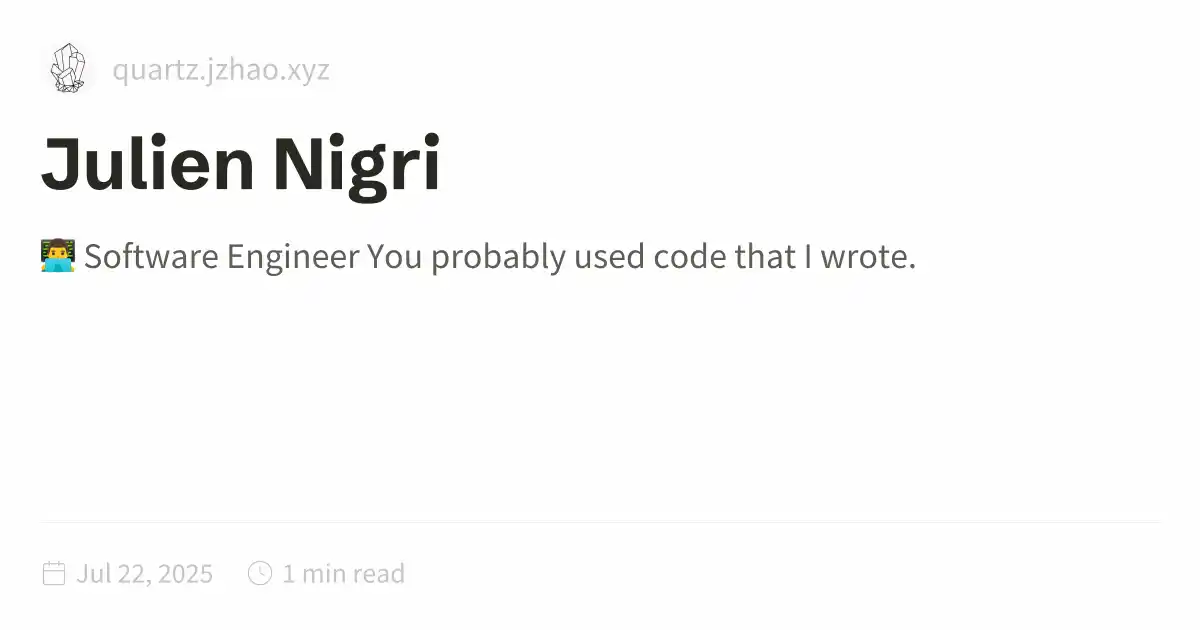 quartz.jzhao.xyz
Julien Nigri
👨‍💻 Software Engineer You probably used code that I wrote.
Jul 22, 2025 1 min read